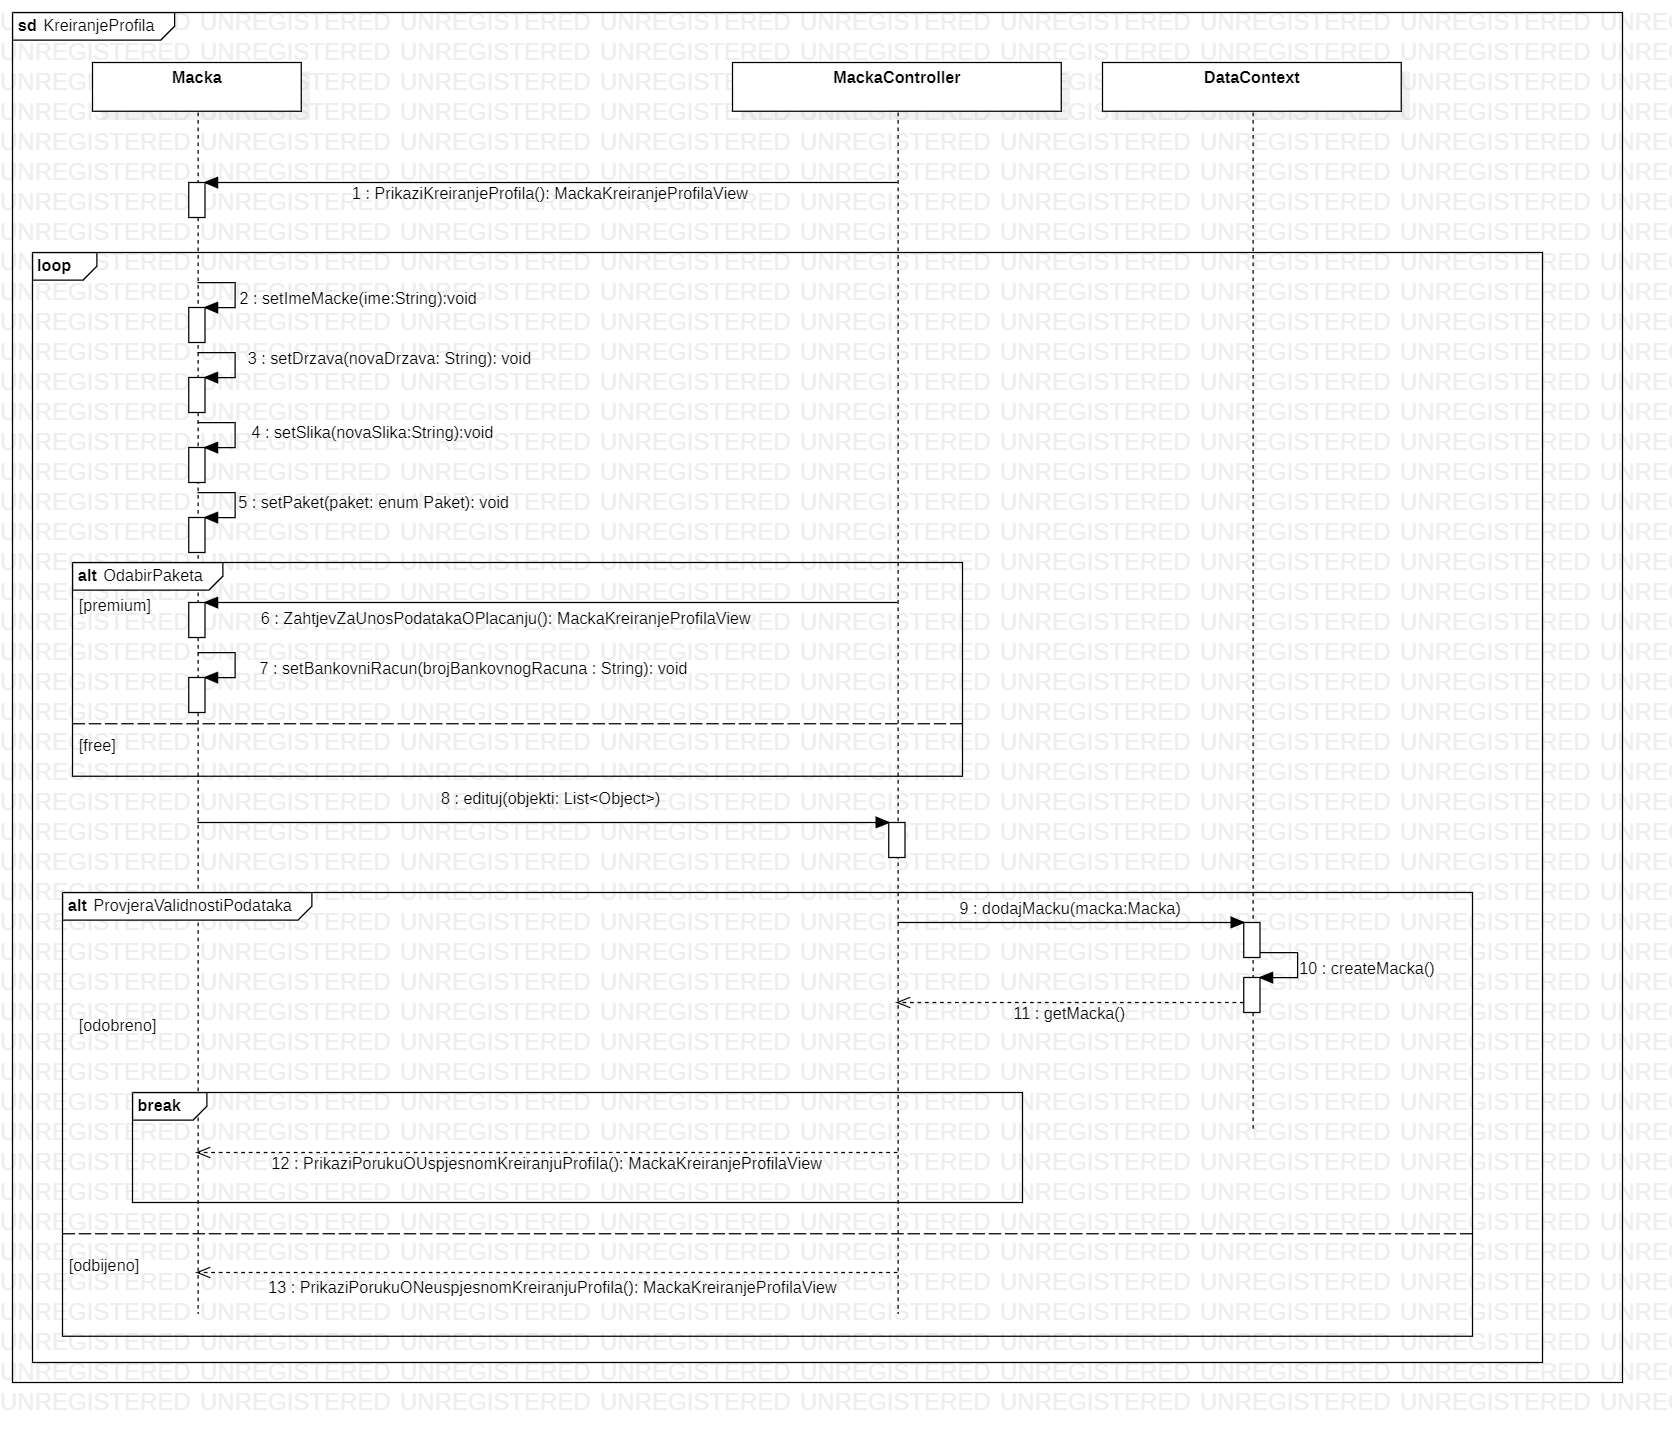 sd KreiranjeProfila
Macka
MackaController
DataContext
1 : PrikaziKreiranjeProfila(): MackaKreiranjeProfilaView
loop
2 : setImeMacke(ime:String):void
3 : setDrzava(novaDrzava: String): void
4 : setSlika(novaSlika:String):void
5 : setPaket(paket: enum Paket): void
alt OdabirPaketa
[premium]
6 : ZahtjevZaUnosPodatakaOPlacanju(): MackaKreiranjeProfilaView
7 : setBankovniRacun(brojBankovnogRacuna : String): void
[free]
8 : edituj(objekti: List<Object>)
alt ProvjeraValidnostiPodataka
9 : dodajMacku(macka:Macka)
10 : createMacka()
11 : getMacka()
[odobreno]
break
12 : PrikaziPorukuOUspjesnomKreiranjuProfila(): MackaKreiranjeProfilaView
[odbijeno]
13 : PrikaziPorukuONeuspjesnomKreiranjuProfila(): MackaKreiranjeProfilaView
UNREGISTERED UNREGISTERED UNREGISTERED UNREGISTERED UNREGISTERED UNREGISTERED UNREGISTERED UNREGISTERED